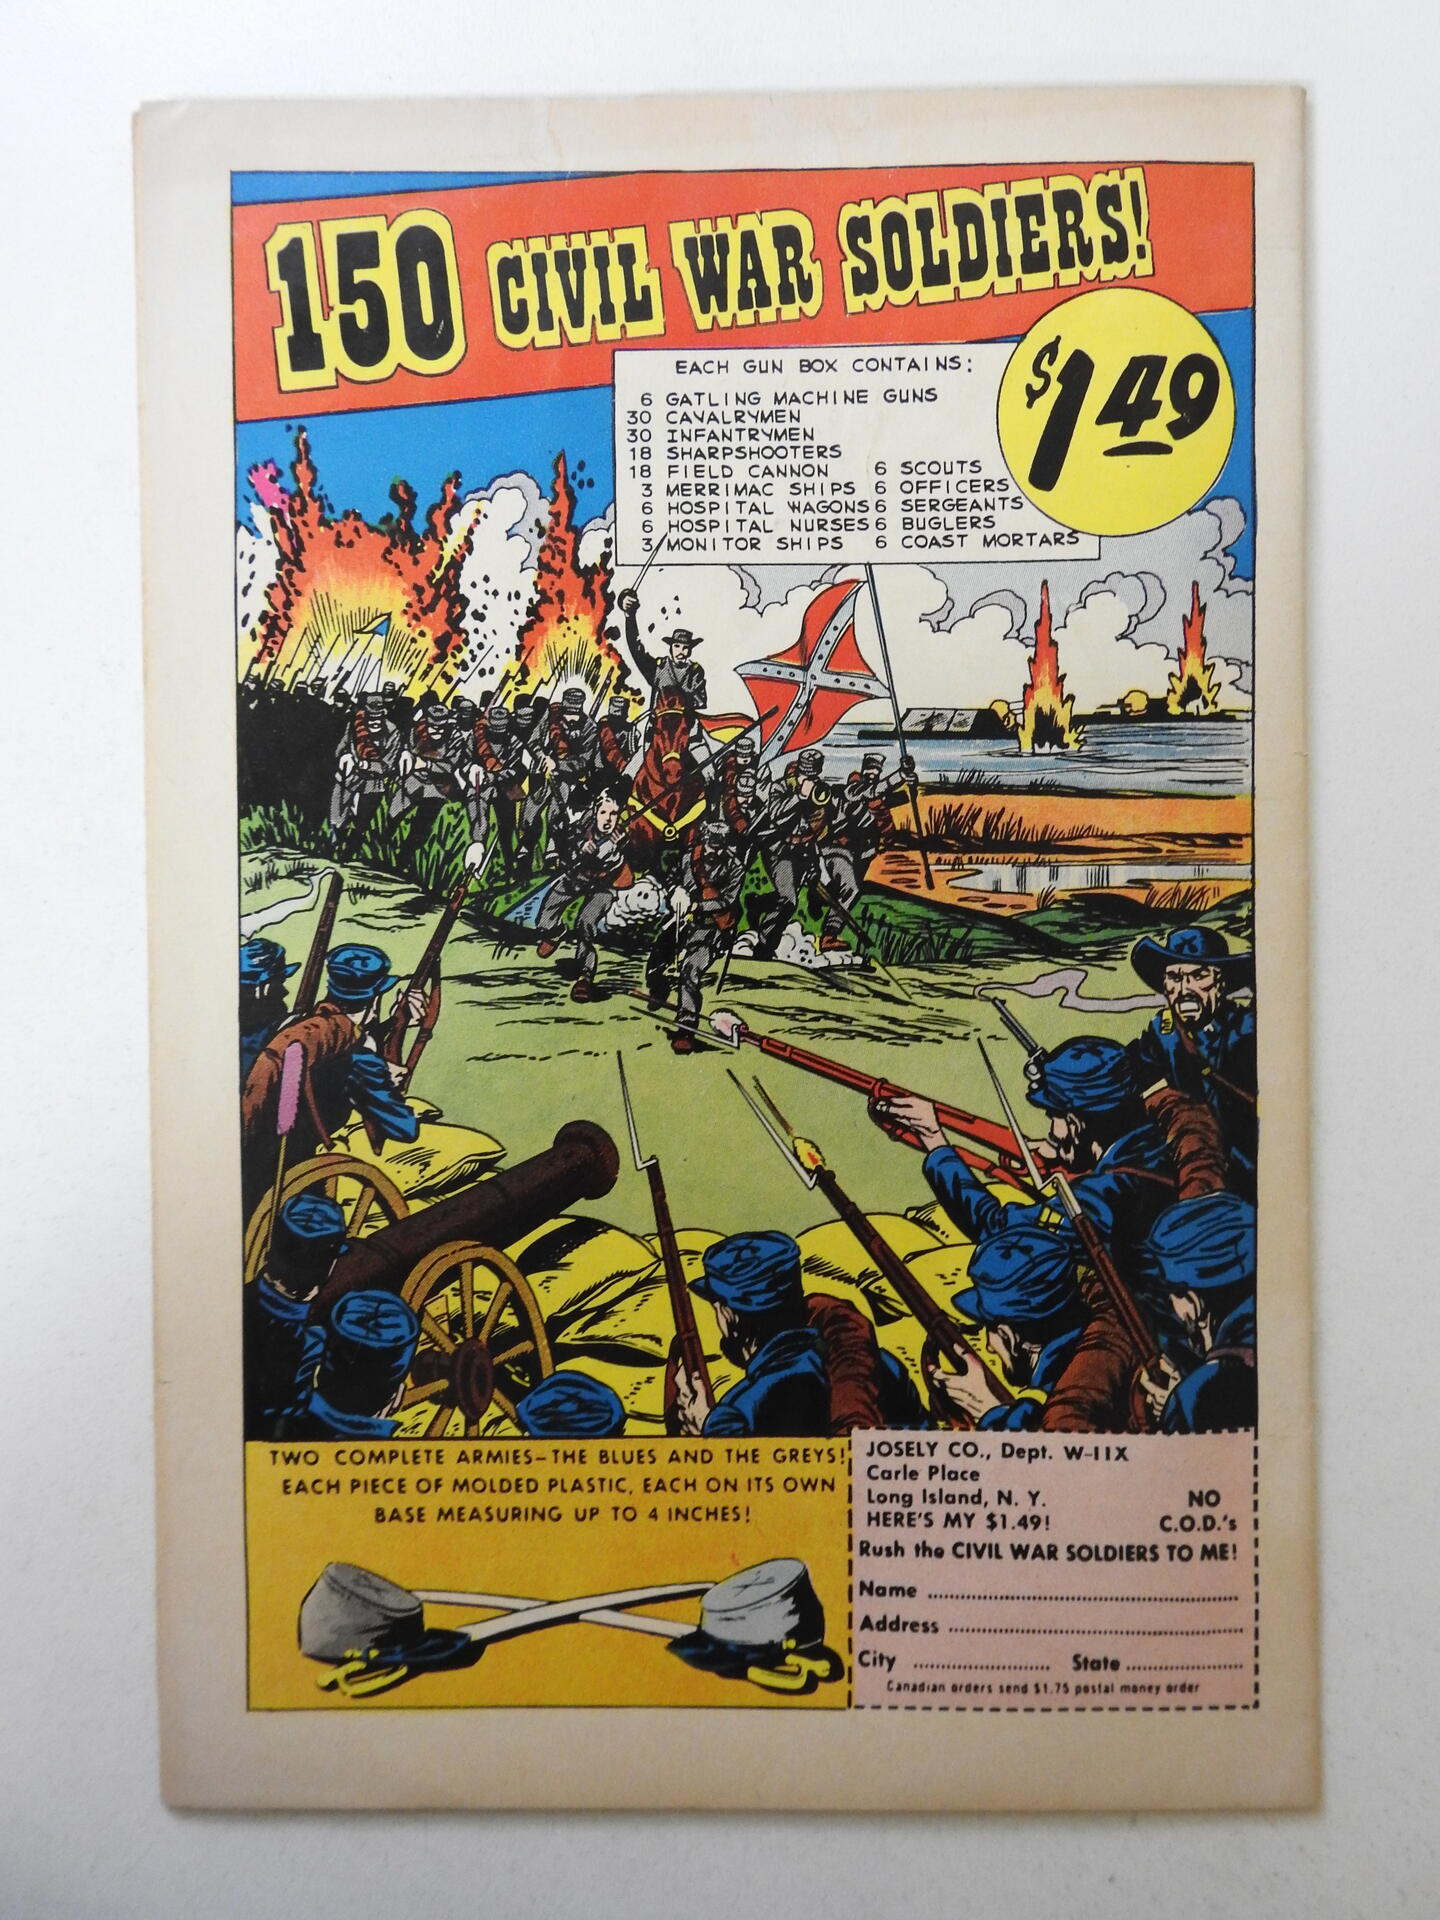 150 CIVIL WAR SOLDIERS!
$1.49
EACH GUN BOX CONTAINS:
6 GATLING MACHINE GUNS
30 CAVALRYMEN
30 INFANTRYMEN
18 SHARPSHOOTERS
18 FIELD CANNON 6 SCOUTS
3 MERRIMAC SHIPS 6 OFFICERS
6 HOSPITAL WAGONS 6 SERGEANTS
6 HOSPITAL NURSES 6 BUGLERS
3 MONITOR SHIPS 6 COAST MORTARS
TWO COMPLETE ARMIES-THE BLUES AND THE GREYS!
EACH PIECE OF MOLDED PLASTIC, EACH ON ITS OWN
BASE MEASURING UP TO 4 INCHES!
JOSELY CO., Dept. W-11X
Carle Place
Long Island, N. Y. NO
HERE'S MY $1.49! C.O.D.'s
Rush the CIVIL WAR SOLDIERS TO ME!
Name ........................................
Address ........................................
City .................... State ....................
Canadian orders send $1.75 postal money order